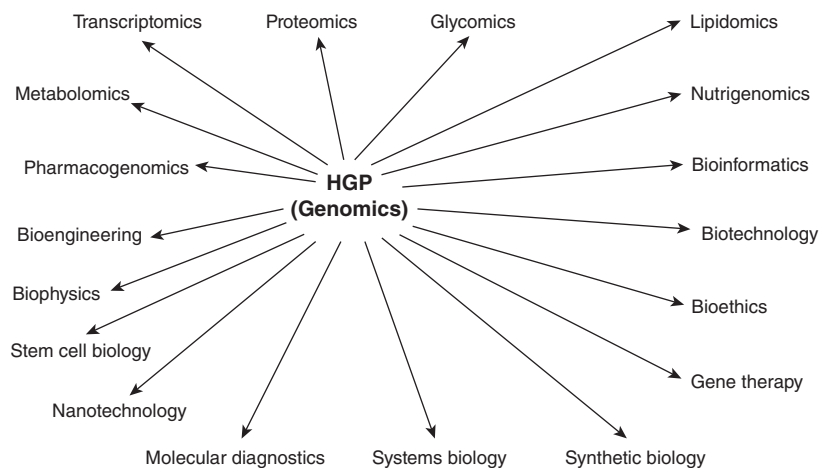 Transcriptomics
Proteomics
Glycomics
Lipidomics
Metabolomics
Nutrigenomics
Pharmacogenomics
Bioinformatics
HGP
(Genomics)
Bioengineering
Biotechnology
Biophysics
Bioethics
Stem cell biology
Gene therapy
Nanotechnology
Molecular diagnostics
Systems biology
Synthetic biology